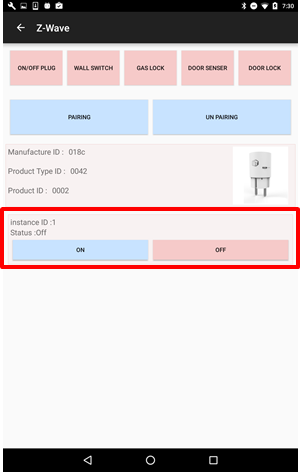 7:30
Z-Wave
ON/OFF PLUG WALL SWITCH GAS LOCK DOOR SENSER DOOR LOCK
PAIRING UN PAIRING
Manufacture ID : 018c
Product Type ID : 0042
Product ID : 0002
instance ID :1
Status :Off
ON OFF